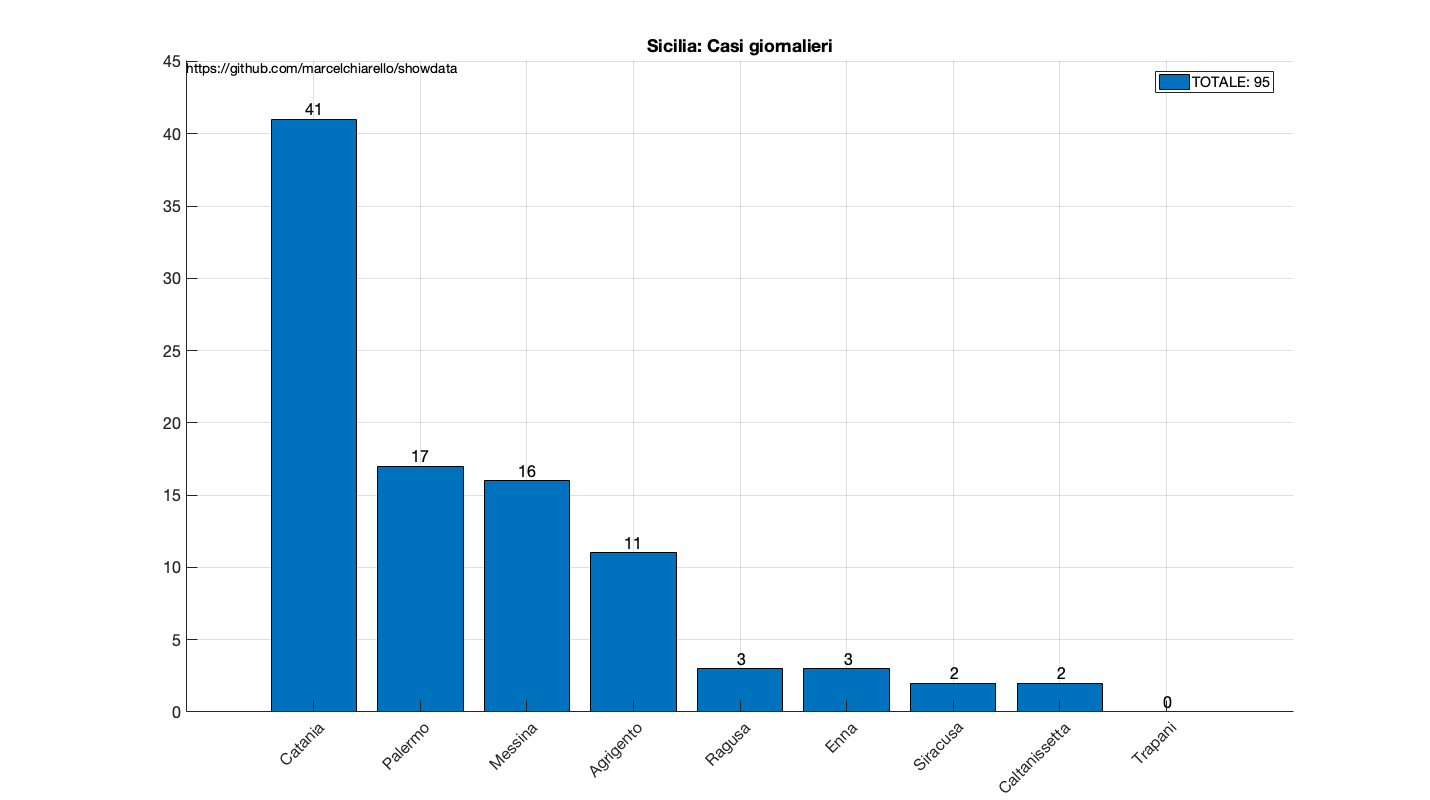 Sicilia: Casi giornalieri
https://github.com/marcelchiarello/showdata
TOTALE: 95
45
40
35
30
25
20
15
10
5
0
41
17
16
11
3
3
2
2
0
Catania
Palermo
Messina
Agrigento
Ragusa
Enna
Siracusa
Caltanissetta
Trapani